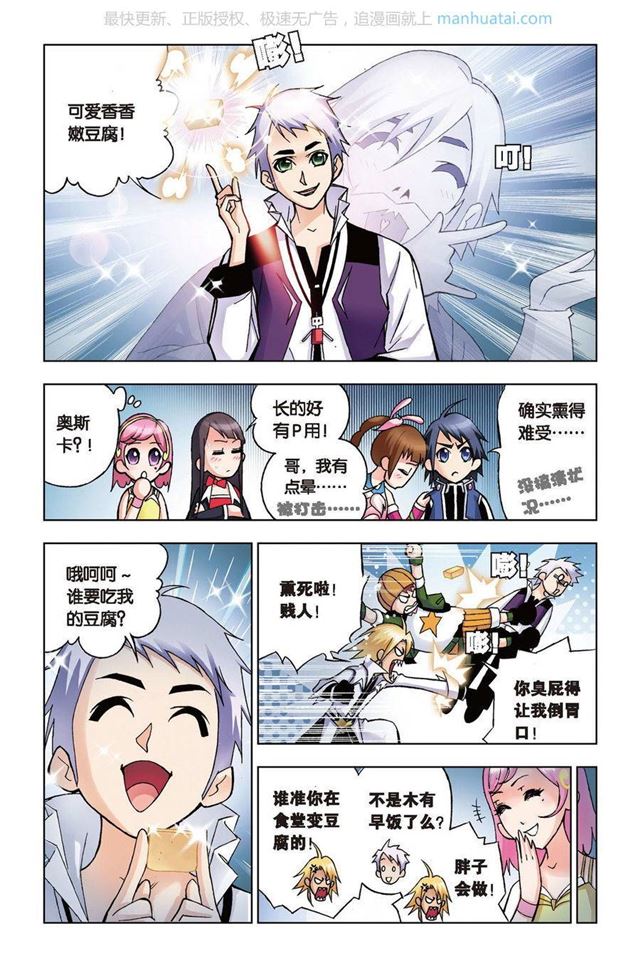 最快更新、正版授权、极速无广告，追漫画就上 manhuatai.com
嘭！
可爱香香
嫩豆腐！
叮！
奥斯
卡？！
长的好
有P用！
哥，我有
点晕……
被打击……
确实熏得
难受……
没搞清状
况……
哦呵呵～
谁要吃我
的豆腐？
熏死啦！
贱人！
嘭！
嘭！
你臭屁得
让我倒胃
口！
谁准你在
食堂变豆
腐的！
不是木有
早饭了么？
胖子
会做！